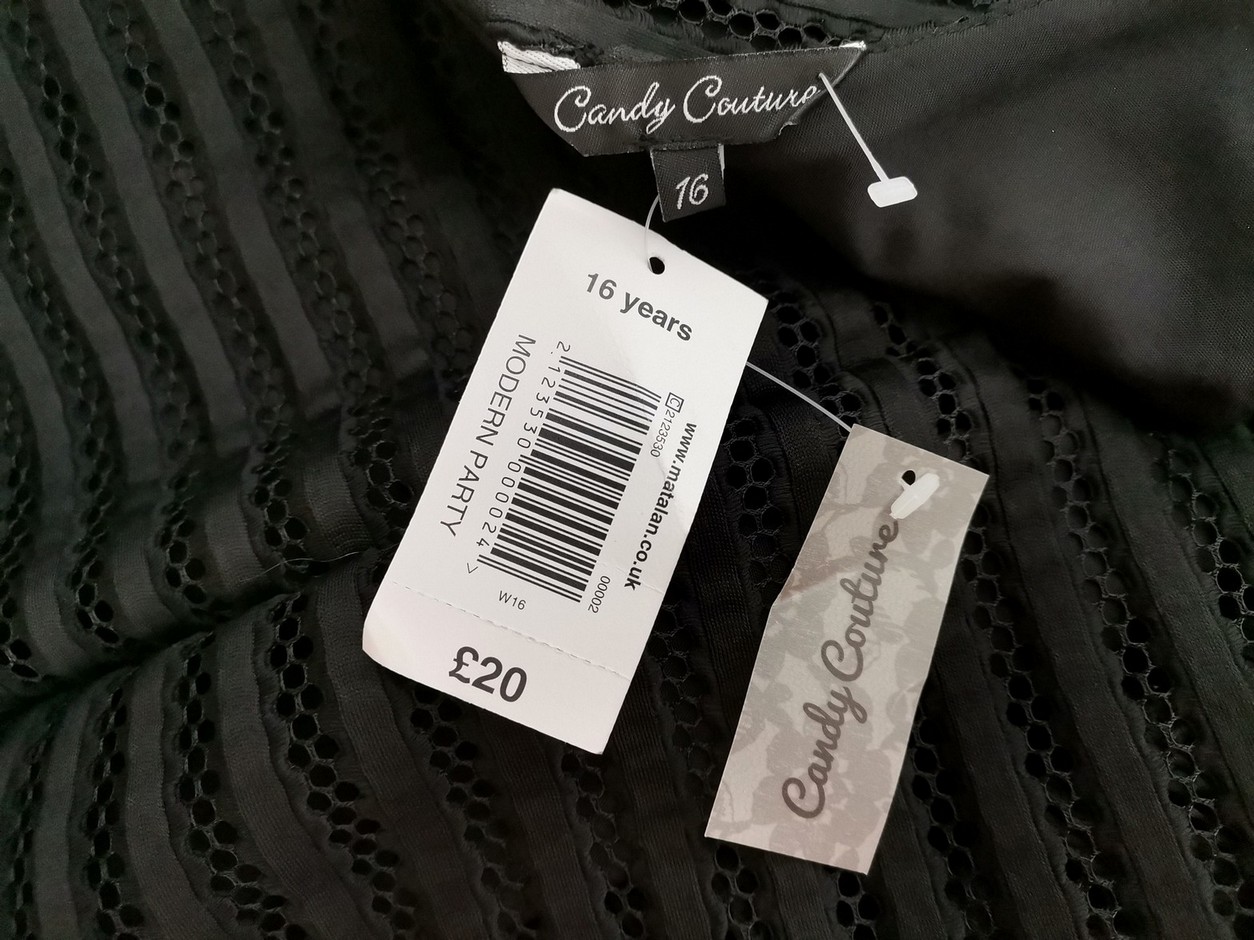 Candy Couture
16
16 years
www.matalan.co.uk
C 2123530
00002
2 123530 000024 >
MODERN PARTY
W16
£20
Candy Couture